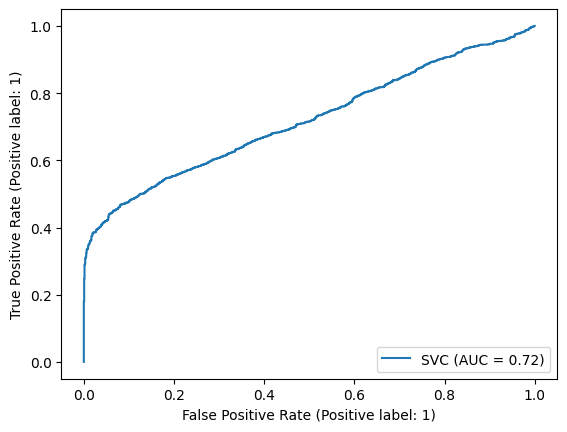 1.0
0.8
0.6
0.4
0.2
0.0
True Positive Rate (Positive label: 1)
SVC (AUC = 0.72)
0.0 0.2 0.4 0.6 0.8 1.0
False Positive Rate (Positive label: 1)